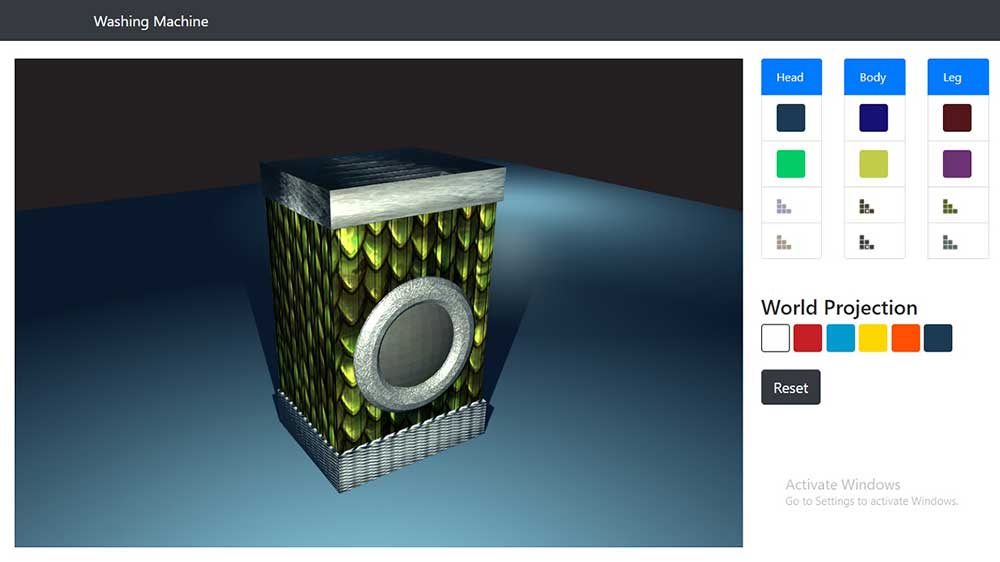 Washing Machine
Head
Body
Leg
World Projection
Reset
Activate Windows
Go to Settings to activate Windows.